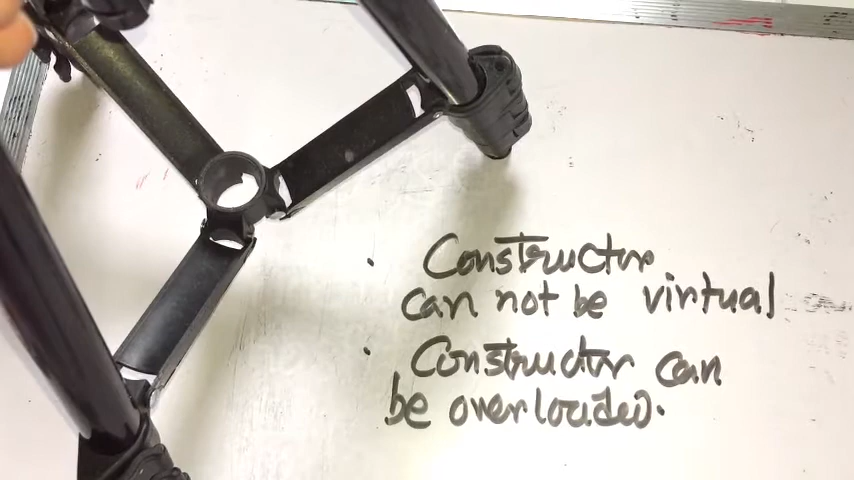 • Constructor
can not be virtual
• Constructor can
be overloaded.